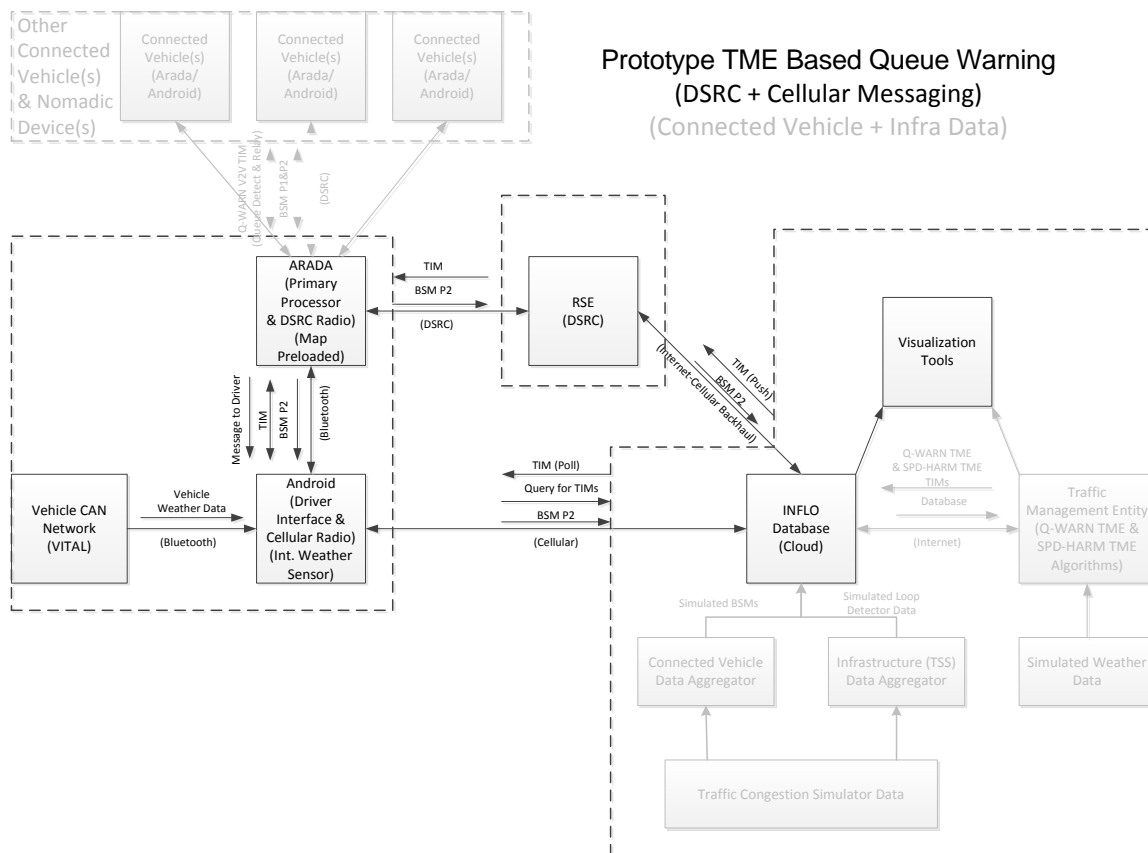 Other
Connected
Vehicle(s)
& Nomadic
Device(s)
Connected
Vehicle(s)
(Arada/
Android)
Connected
Vehicle(s)
(Arada/
Android)
Connected
Vehicle(s)
(Arada/
Android)
Prototype TME Based Queue Warning
(DSRC + Cellular Messaging)
(Connected Vehicle + Infra Data)
Q-WARN V2V TIM
(Queue Detect & Relay)
BSM P1&P2
(DSRC)
ARADA
(Primary
Processor
& DSRC Radio)
(Map
Preloaded)
TIM
BSM P2
(DSRC)
RSE
(DSRC)
TIM (Push)
BSM P2
(Internet-Cellular Backhaul)
Visualization
Tools
Message to Driver
TIM
BSM P2
(Bluetooth)
Vehicle CAN
Network
(VITAL)
Vehicle
Weather Data
(Bluetooth)
Android
(Driver
Interface &
Cellular Radio)
(Int. Weather
Sensor)
TIM (Poll)
Query for TIMs
BSM P2
(Cellular)
INFLO
Database
(Cloud)
Q-WARN TME
& SPD-HARM TME
TIMs
Database
(Internet)
Traffic
Management Entity
(Q-WARN TME &
SPD-HARM TME
Algorithms)
Simulated BSMs
Simulated Loop
Detector Data
Connected Vehicle
Data Aggregator
Infrastructure (TSS)
Data Aggregator
Simulated Weather
Data
Traffic Congestion Simulator Data